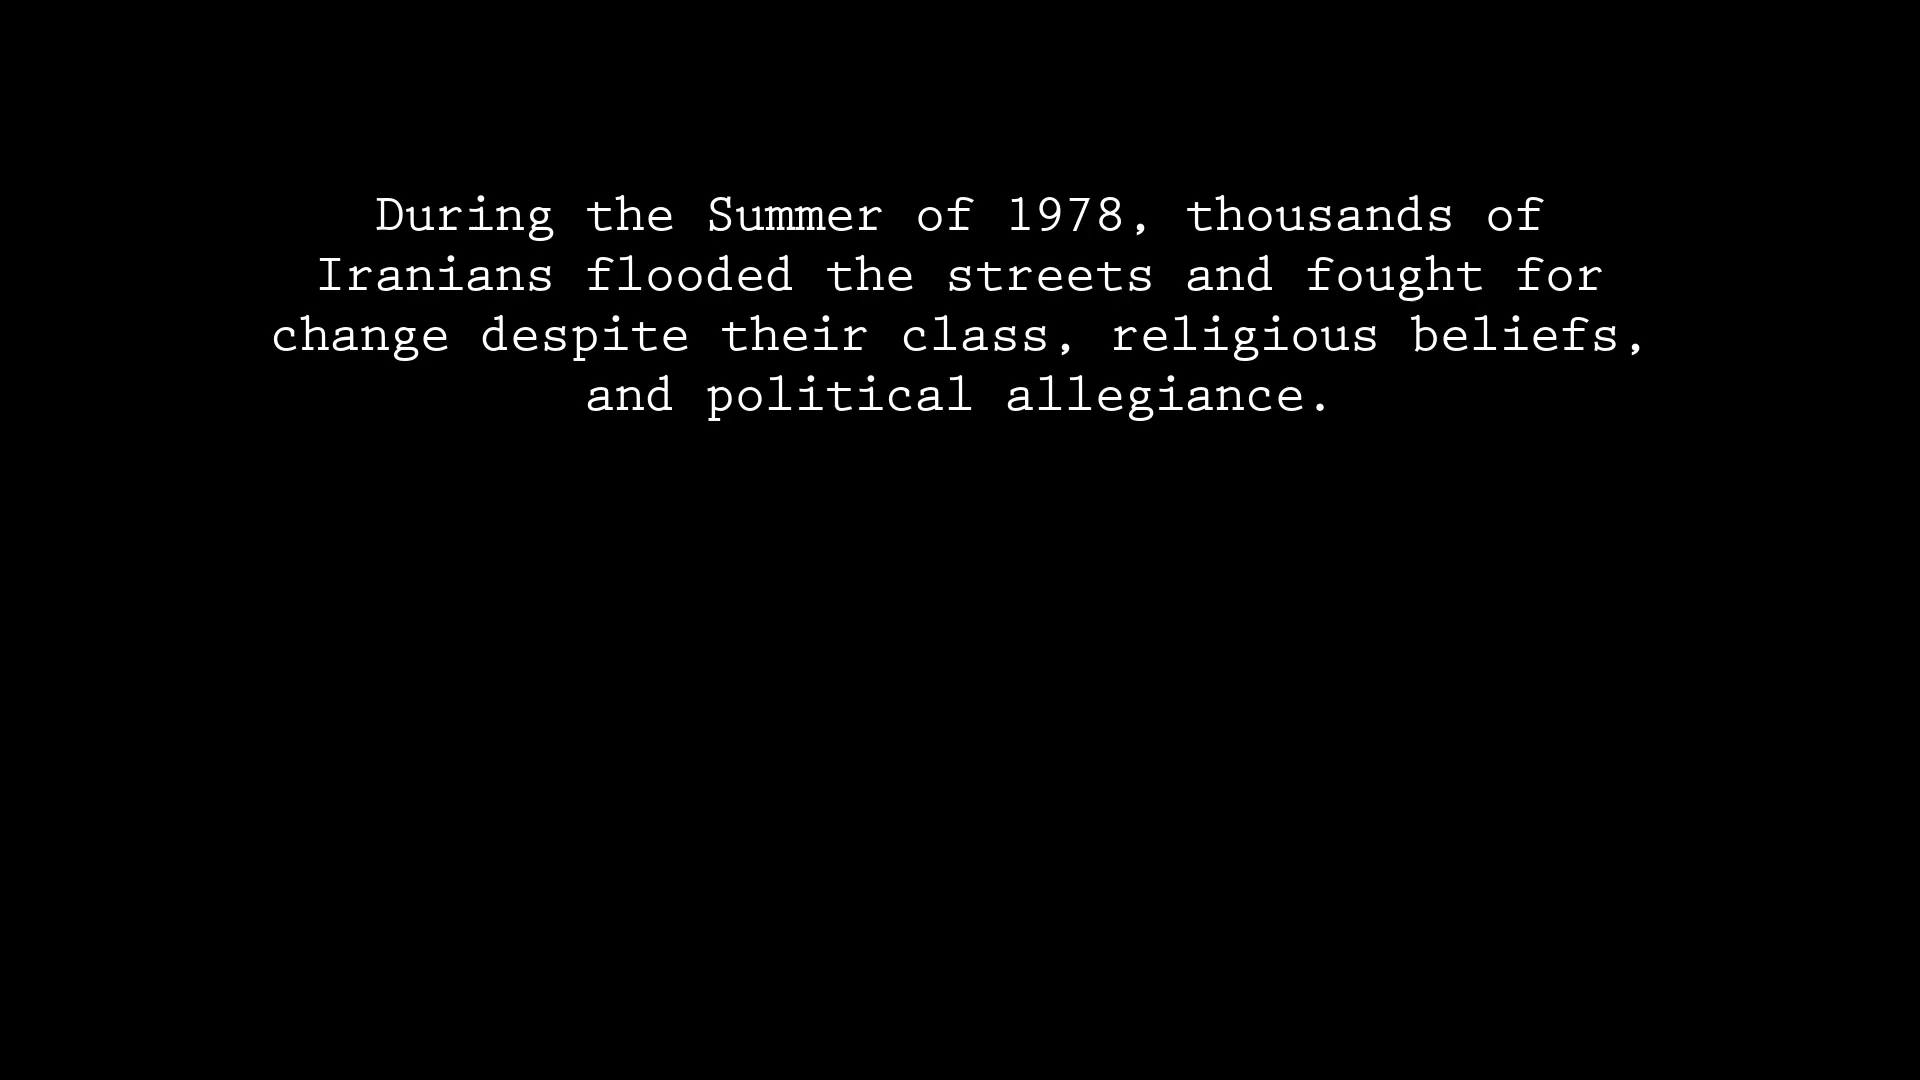 During the Summer of 1978, thousands of
Iranians flooded the streets and fought for
change despite their class, religious beliefs,
and political allegiance.